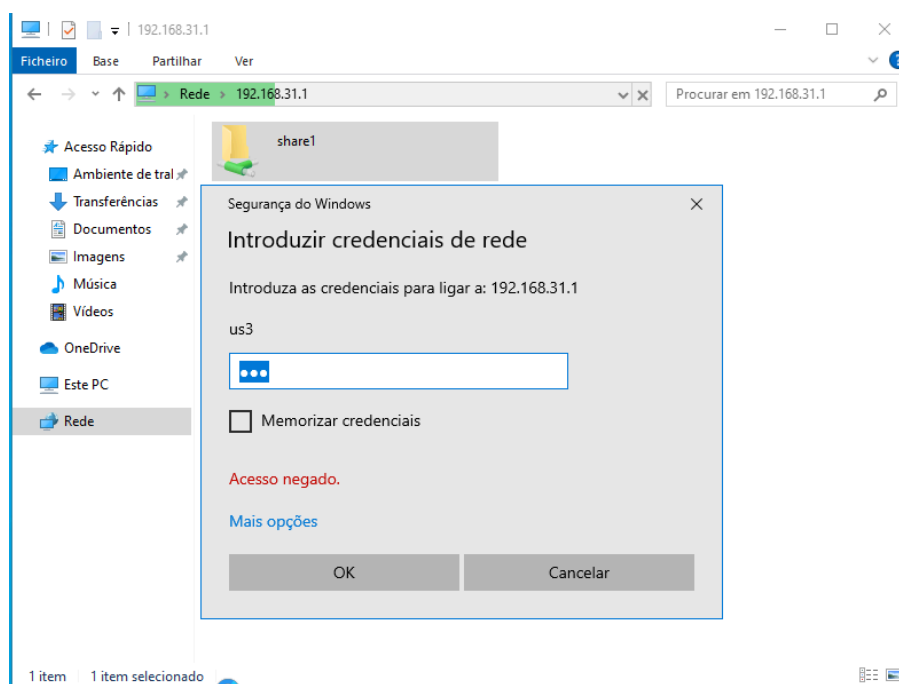 192.168.31.1
Ficheiro Base Partilhar Ver
Rede 192.168.31.1 Procurar em 192.168.31.1
Acesso Rápido
Ambiente de tral
Transferências
Documentos
Imagens
Música
Vídeos
OneDrive
Este PC
Rede
share1
Segurança do Windows
Introduzir credenciais de rede
Introduza as credenciais para ligar a: 192.168.31.1
us3
Memorizar credenciais
Acesso negado.
Mais opções
OK Cancelar
1 item 1 item selecionado